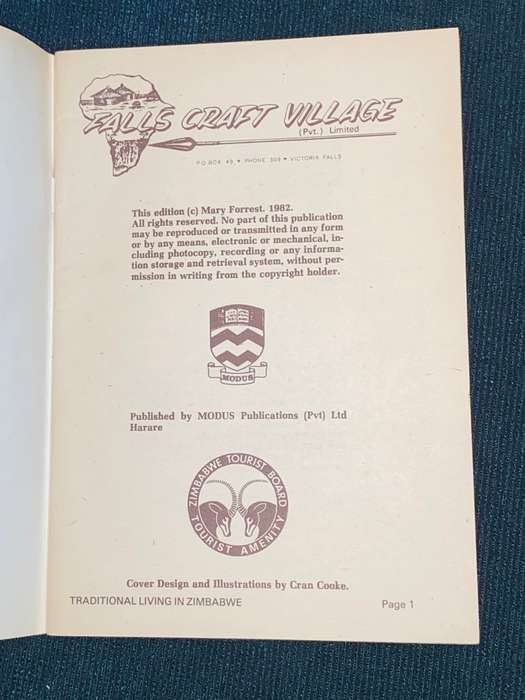 FALLS CRAFT VILLAGE
(Pvt.) Limited
P.O. BOX 49 • PHONE 309 • VICTORIA FALLS
This edition (c) Mary Forrest. 1982.
All rights reserved. No part of this publication
may be reproduced or transmitted in any form
or by any means, electronic or mechanical, in-
cluding photocopy, recording or any informa-
tion storage and retrieval system, without per-
mission in writing from the copyright holder.
MODUS
Published by MODUS Publications (Pvt) Ltd
Harare
ZIMBABWE TOURIST BOARD
TOURIST AMENITY
Cover Design and Illustrations by Cran Cooke.
TRADITIONAL LIVING IN ZIMBABWE Page 1